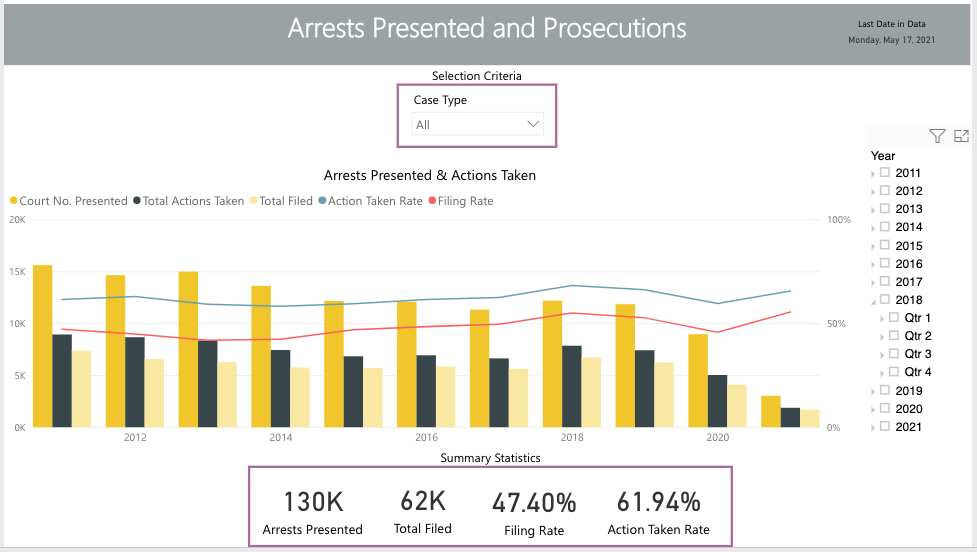 Arrests Presented and Prosecutions
Last Date in Data
Monday, May 17, 2021
Selection Criteria
Case Type
All
Arrests Presented & Actions Taken
Court No. Presented Total Actions Taken Total Filed Action Taken Rate Filing Rate
20K
15K
10K
5K
0K
100%
50%
0%
2012 2014 2016 2018 2020
Year
2011
2012
2013
2014
2015
2016
2017
2018
Qtr 1
Qtr 2
Qtr 3
Qtr 4
2019
2020
2021
Summary Statistics
130K 62K 47.40% 61.94%
Arrests Presented Total Filed Filing Rate Action Taken Rate